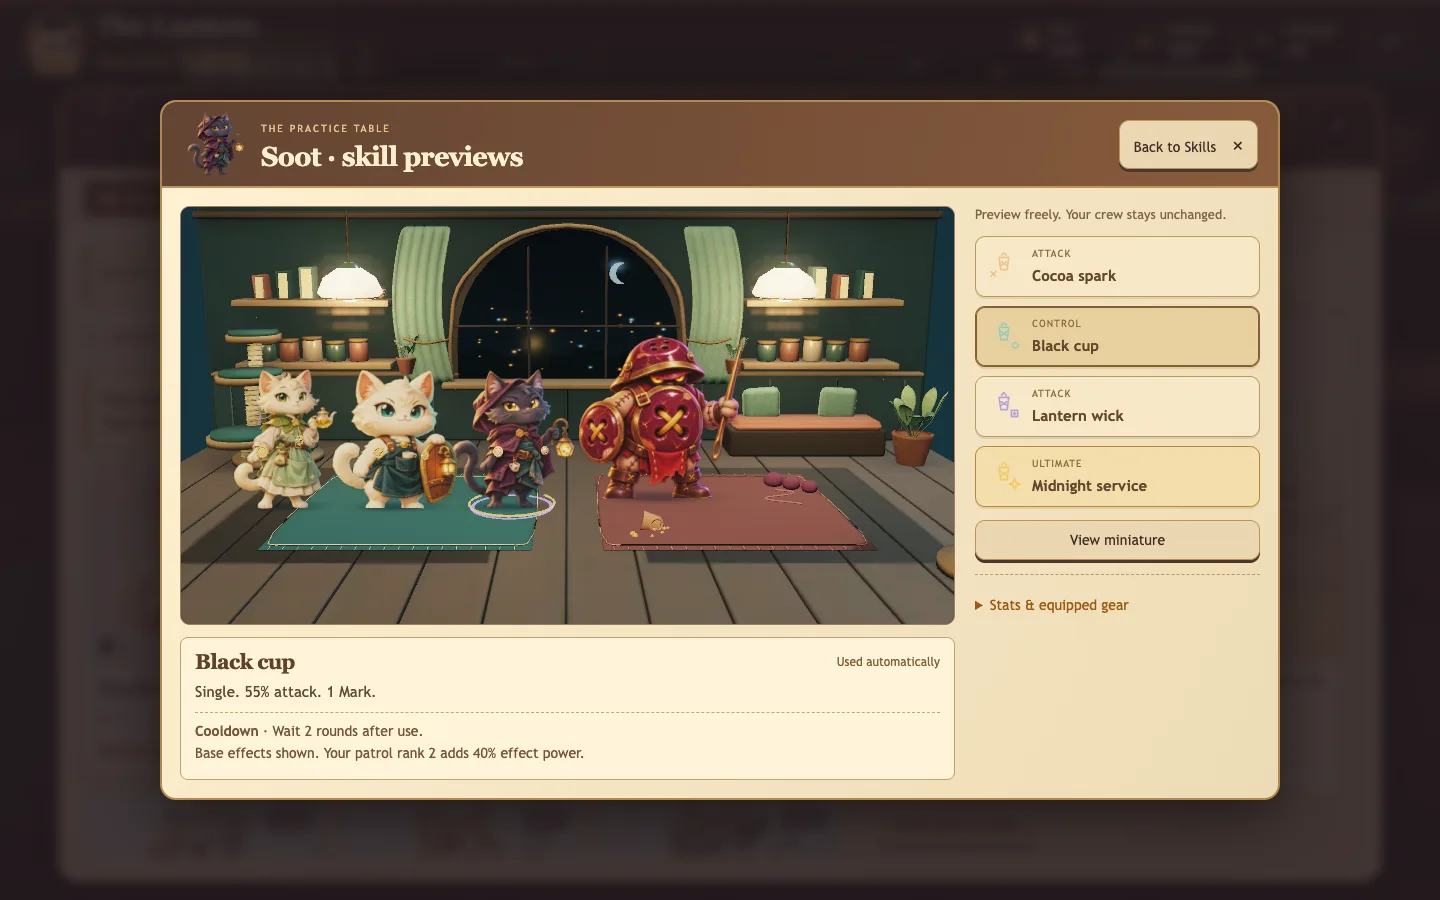 THE PRACTICE TABLE
Soot · skill previews
Back to Skills ×
Preview freely. Your crew stays unchanged.
ATTACK
Cocoa spark
CONTROL
Black cup
ATTACK
Lantern wick
ULTIMATE
Midnight service
View miniature
▶ Stats & equipped gear
Black cup
Used automatically
Single. 55% attack. 1 Mark.
Cooldown · Wait 2 rounds after use.
Base effects shown. Your patrol rank 2 adds 40% effect power.